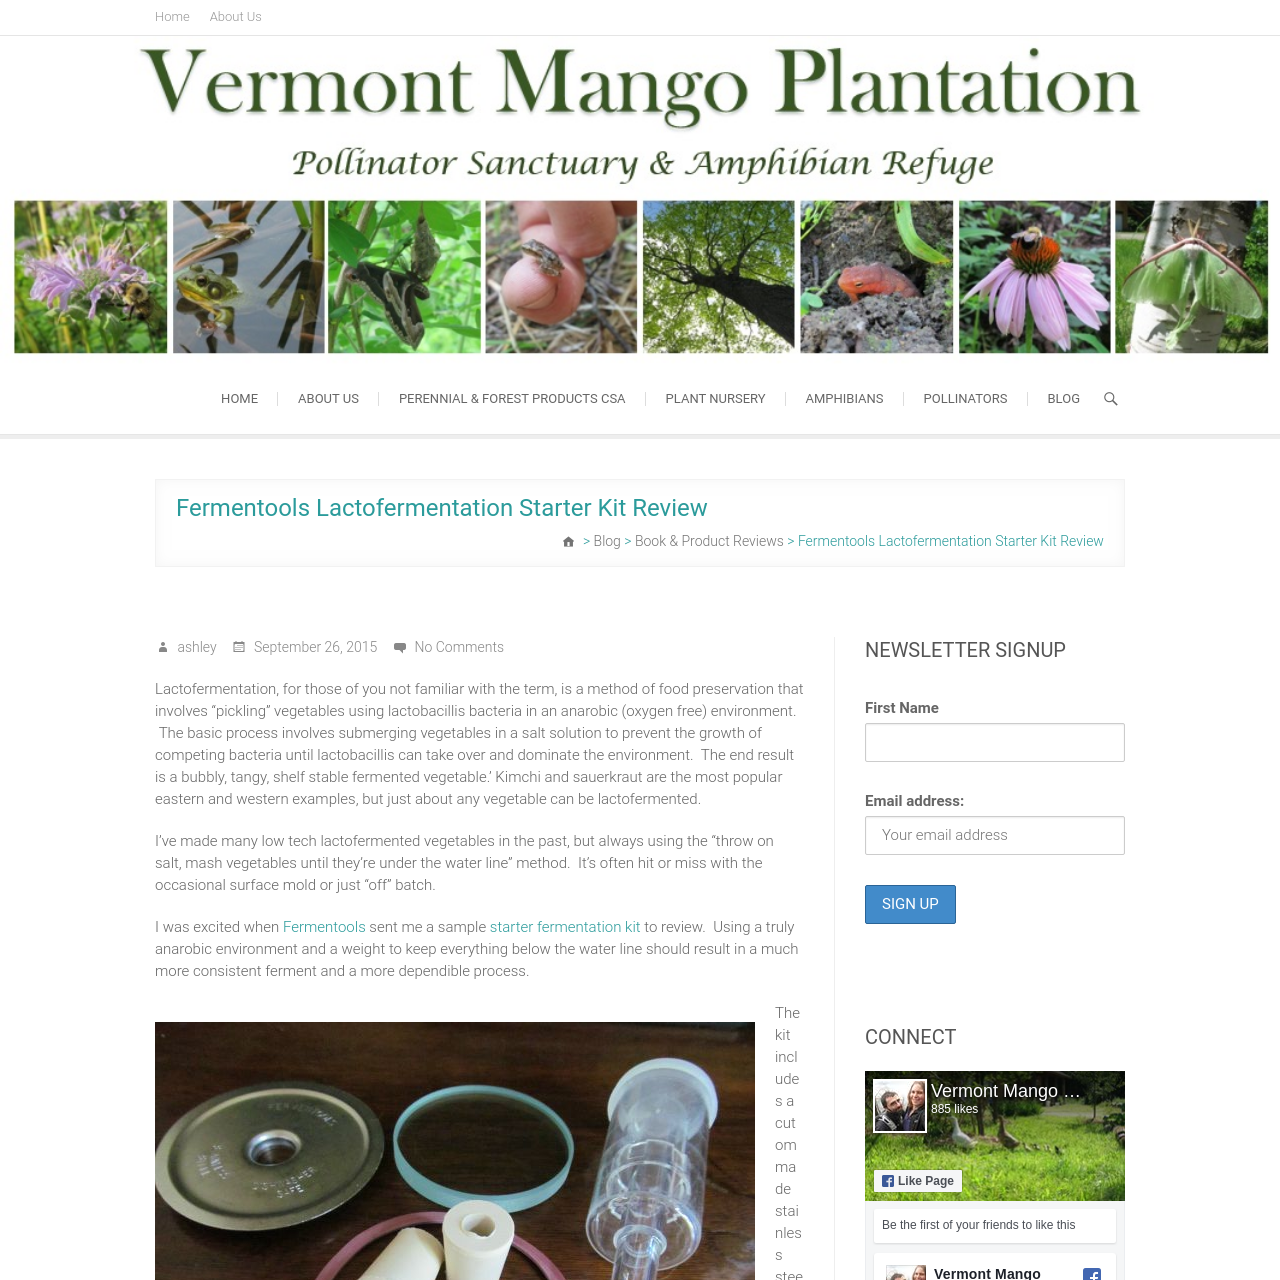 Home About Us
Vermont Mango Plantation
Pollinator Sanctuary & Amphibian Refuge
HOME ABOUT US PERENNIAL & FOREST PRODUCTS CSA PLANT NURSERY AMPHIBIANS POLLINATORS BLOG
Fermentools Lactofermentation Starter Kit Review
> Blog > Book & Product Reviews > Fermentools Lactofermentation Starter Kit Review
ashley September 26, 2015 No Comments
Lactofermentation, for those of you not familiar with the term, is a method of food preservation that
involves “pickling” vegetables using lactobacillis bacteria in an anarobic (oxygen free) environment.
The basic process involves submerging vegetables in a salt solution to prevent the growth of
competing bacteria until lactobacillis can take over and dominate the environment.  The end result
is a bubbly, tangy, shelf stable fermented vegetable.’ Kimchi and sauerkraut are the most popular
eastern and western examples, but just about any vegetable can be lactofermented.
I’ve made many low tech lactofermented vegetables in the past, but always using the “throw on
salt, mash vegetables until they’re under the water line” method.  It’s often hit or miss with the
occasional surface mold or just “off” batch.
I was excited when Fermentools sent me a sample starter fermentation kit to review.  Using a truly
anarobic environment and a weight to keep everything below the water line should result in a much
more consistent ferment and a more dependible process.
The
kit
incl
ude
s a
cut
om
ma
de
stai
nles
s
stee
NEWSLETTER SIGNUP
First Name
Email address:
Your email address
SIGN UP
CONNECT
Vermont Mango …
885 likes
Like Page
Be the first of your friends to like this
Vermont Mango